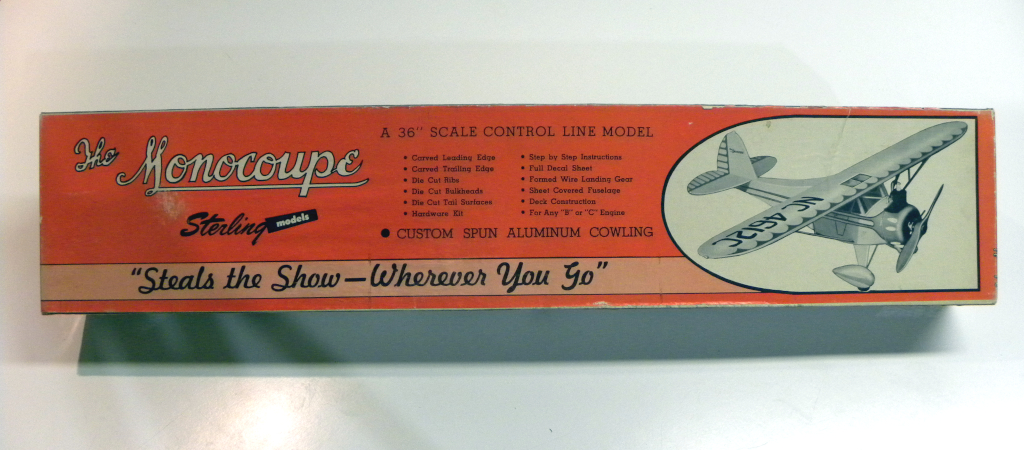 The Monocoupe
Sterling models
A 36" SCALE CONTROL LINE MODEL
• Carved Leading Edge
• Carved Trailing Edge
• Die Cut Ribs
• Die Cut Bulkheads
• Die Cut Tail Surfaces
• Hardware Kit
• Step by Step Instructions
• Full Decal Sheet
• Formed Wire Landing Gear
• Sheet Covered Fuselage
• Deck Construction
• For Any "B" or "C" Engine
● CUSTOM SPUN ALUMINUM COWLING
"Steals the Show—Wherever You Go"
NC 4612C